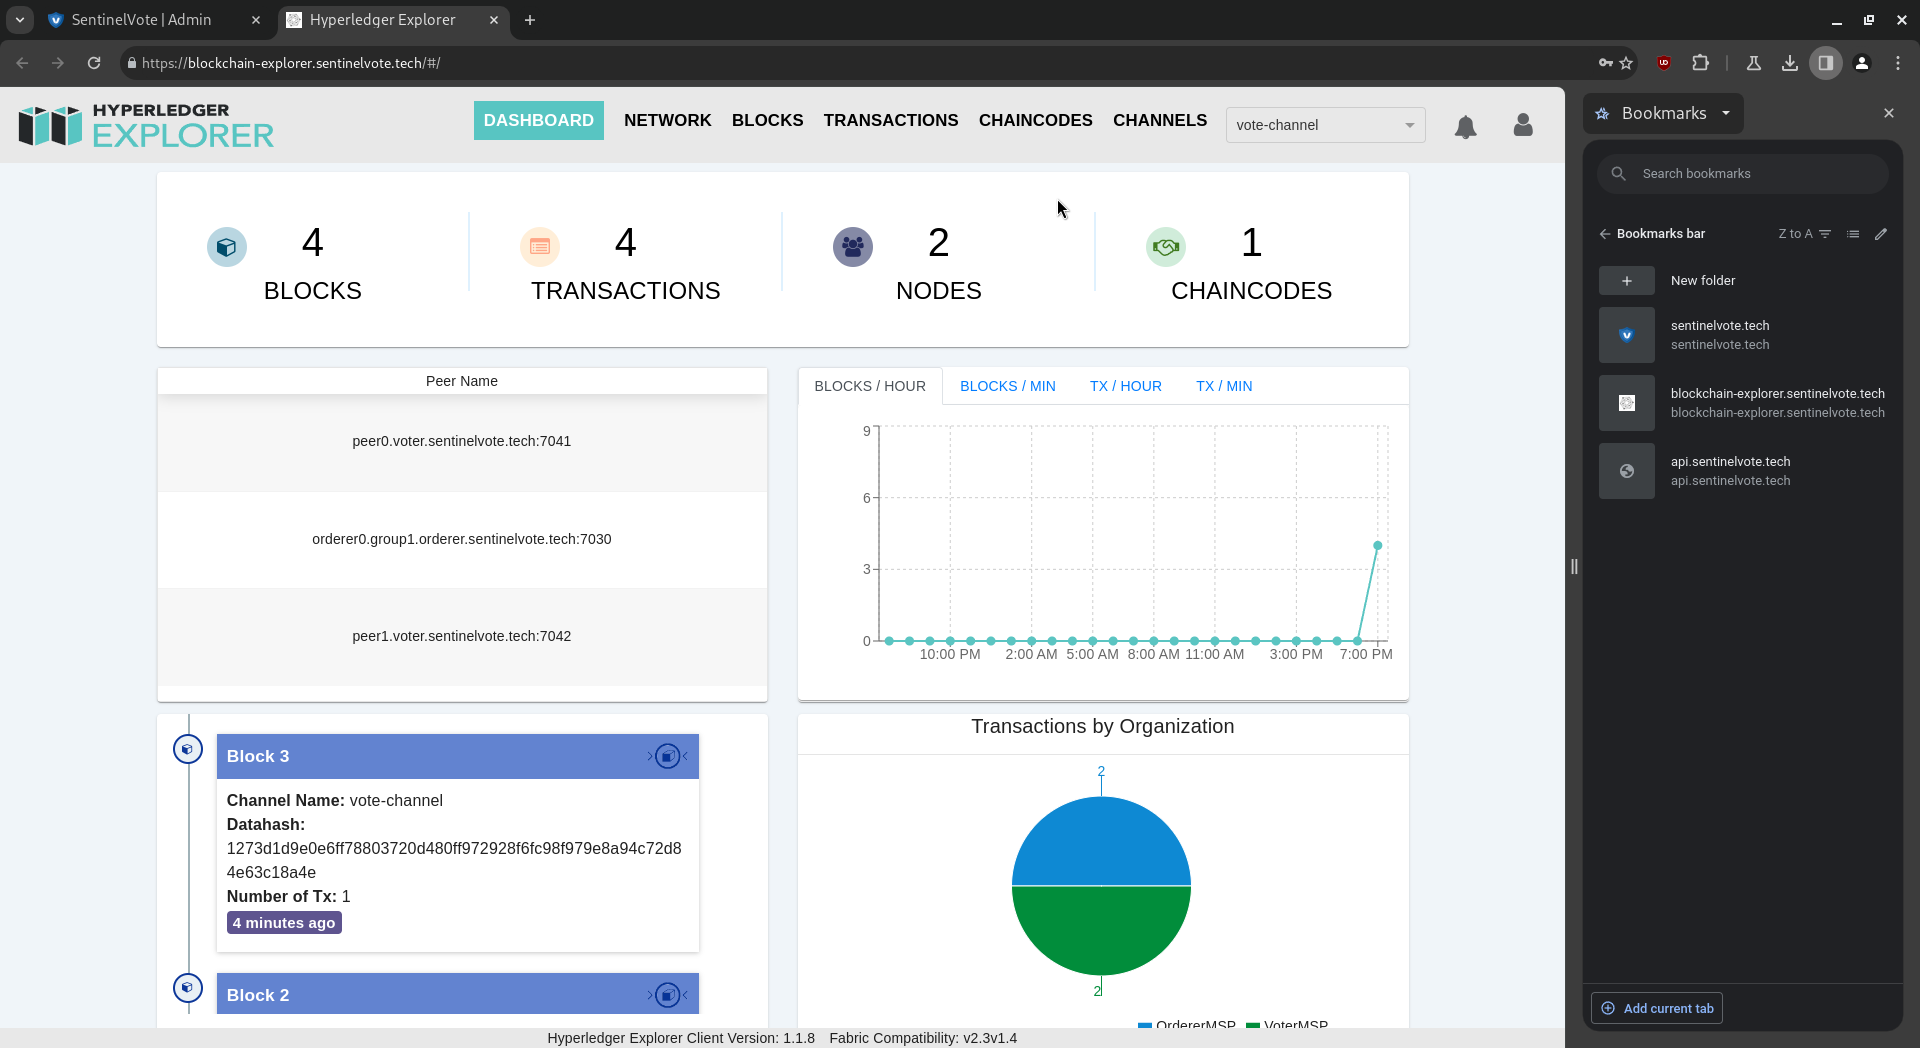 SentinelVote | Admin
Hyperledger Explorer
https://blockchain-explorer.sentinelvote.tech/#/
HYPERLEDGER
EXPLORER
DASHBOARD
NETWORK
BLOCKS
TRANSACTIONS
CHAINCODES
CHANNELS
vote-channel
4
BLOCKS
4
TRANSACTIONS
2
NODES
1
CHAINCODES
Peer Name
peer0.voter.sentinelvote.tech:7041
orderer0.group1.orderer.sentinelvote.tech:7030
peer1.voter.sentinelvote.tech:7042
BLOCKS / HOUR
BLOCKS / MIN
TX / HOUR
TX / MIN
9
6
3
0
10:00 PM
2:00 AM
5:00 AM
8:00 AM
11:00 AM
3:00 PM
7:00 PM
Block 3
Channel Name: vote-channel
Datahash:
1273d1d9e0e6ff78803720d480ff972928f6fc98f979e8a94c72d8
4e63c18a4e
Number of Tx: 1
4 minutes ago
Block 2
Transactions by Organization
2
2
OrdererMSP
VoterMSP
Hyperledger Explorer Client Version: 1.1.8
Fabric Compatibility: v2.3v1.4
Bookmarks
Search bookmarks
Bookmarks bar
Z to A
New folder
sentinelvote.tech
sentinelvote.tech
blockchain-explorer.sentinelvote.tech
blockchain-explorer.sentinelvote.tech
api.sentinelvote.tech
api.sentinelvote.tech
Add current tab